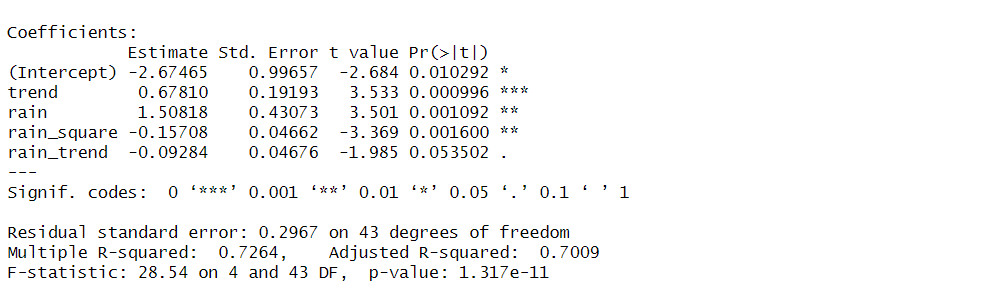 Coefficients:
            Estimate Std. Error t value Pr(>|t|)
(Intercept) -2.67465    0.99657  -2.684 0.010292 *
trend        0.67810    0.19193   3.533 0.000996 ***
rain         1.50818    0.43073   3.501 0.001092 **
rain_square -0.15708    0.04662  -3.369 0.001600 **
rain_trend  -0.09284    0.04676  -1.985 0.053502 .
---
Signif. codes:  0 ‘***’ 0.001 ‘**’ 0.01 ‘*’ 0.05 ‘.’ 0.1 ‘ ’ 1
Residual standard error: 0.2967 on 43 degrees of freedom
Multiple R-squared:  0.7264,    Adjusted R-squared:  0.7009
F-statistic: 28.54 on 4 and 43 DF,  p-value: 1.317e-11